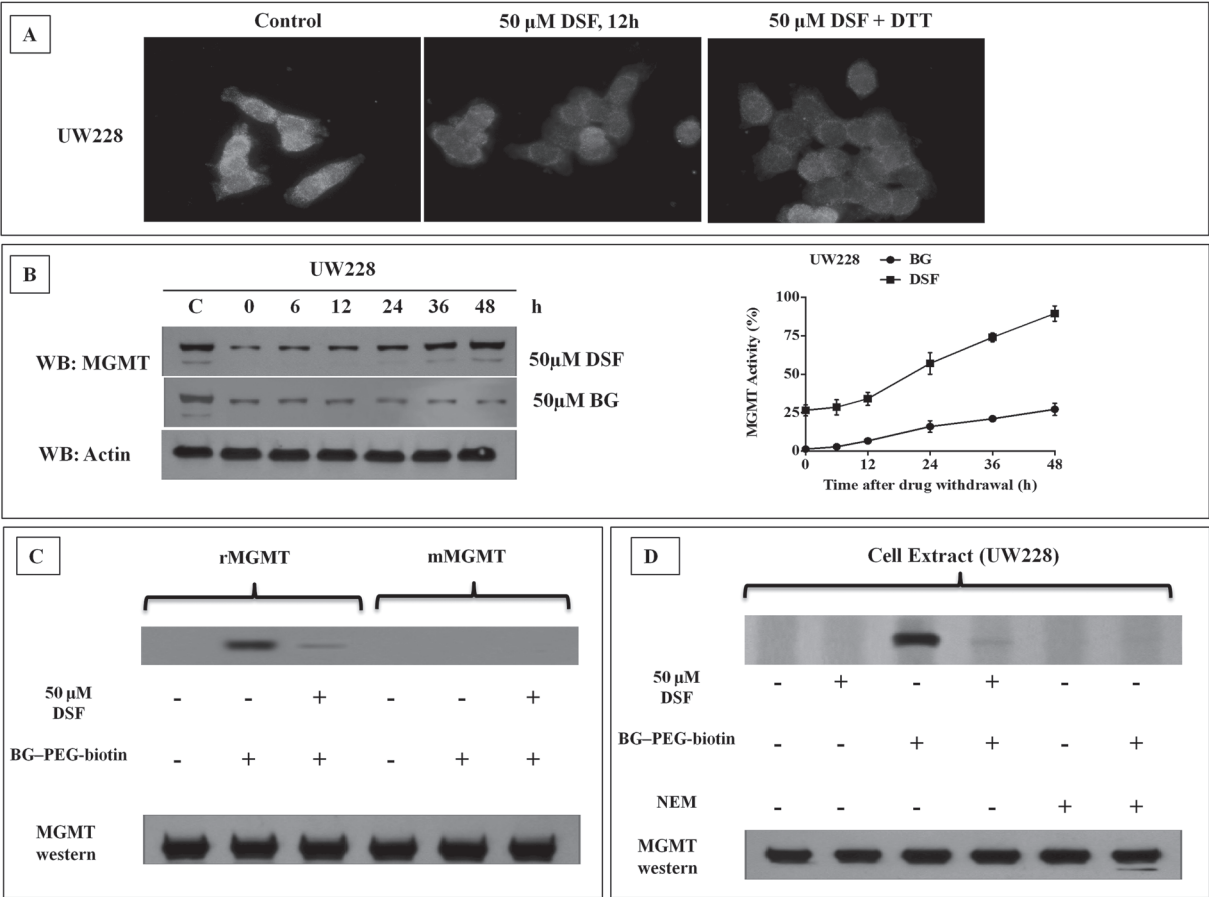 A
Control
50 µM DSF, 12h
50 µM DSF + DTT
UW228
B
UW228
C 0 6 12 24 36 48 h
WB: MGMT
50µM DSF
50µM BG
WB: Actin
UW228
BG
DSF
MGMT Activity (%)
100
75
50
25
0
0 12 24 36 48
Time after drug withdrawal (h)
C
rMGMT
mMGMT
50 µM
DSF
- - + - - +
BG–PEG-biotin
- + + - + +
MGMT
western
D
Cell Extract (UW228)
50 µM
DSF
- + - + - -
BG–PEG-biotin
- - + + - +
NEM
- - - - + +
MGMT
western